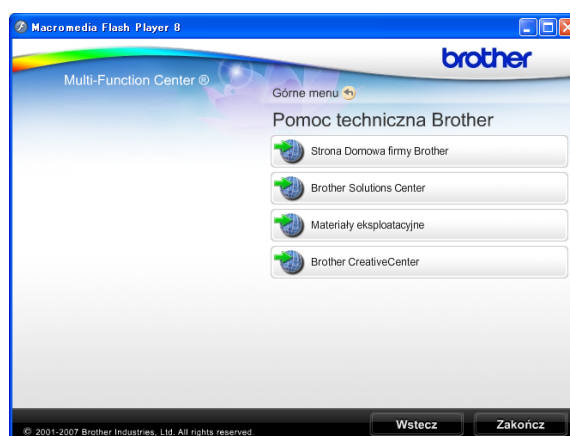 Macromedia Flash Player 8
brother
Multi-Function Center ®
Górne menu
Pomoc techniczna Brother
Strona Domowa firmy Brother
Brother Solutions Center
Materiały eksploatacyjne
Brother CreativeCenter
© 2001-2007 Brother Industries, Ltd. All rights reserved.
Wstecz Zakończ